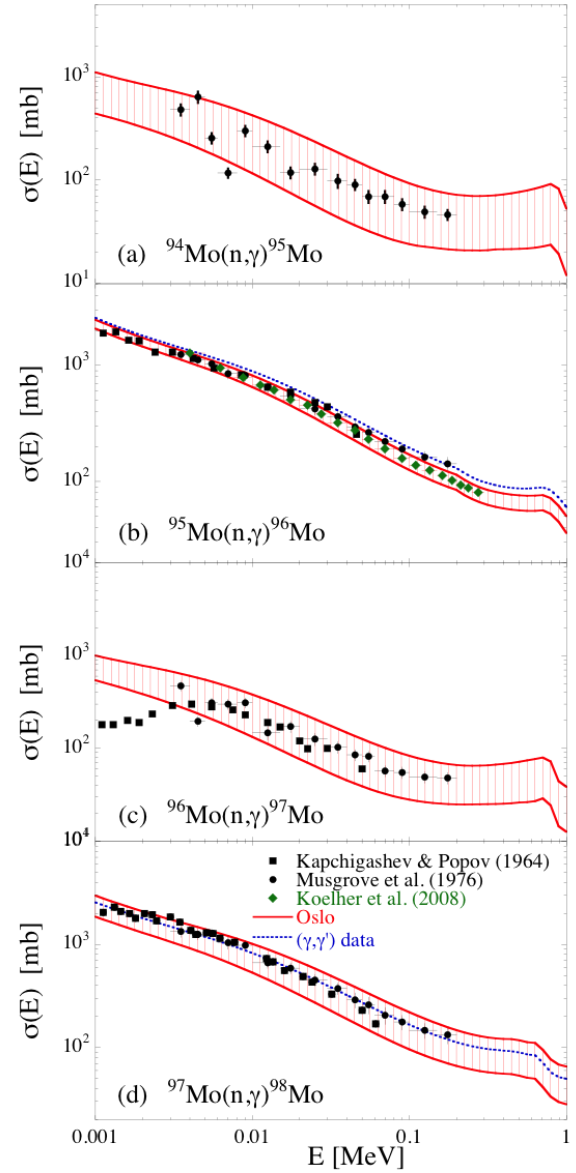 σ(E) [mb]
10³
10²
10¹
(a) ⁹⁴Mo(n,γ)⁹⁵Mo
σ(E) [mb]
10³
10²
10⁴
(b) ⁹⁵Mo(n,γ)⁹⁶Mo
σ(E) [mb]
10³
10²
(c) ⁹⁶Mo(n,γ)⁹⁷Mo
Kapchigashev & Popov (1964)
Musgrove et al. (1976)
Koelher et al. (2008)
Oslo
(γ,γ') data
σ(E) [mb]
10³
10²
(d) ⁹⁷Mo(n,γ)⁹⁸Mo
0.001 0.01 0.1 1
E [MeV]